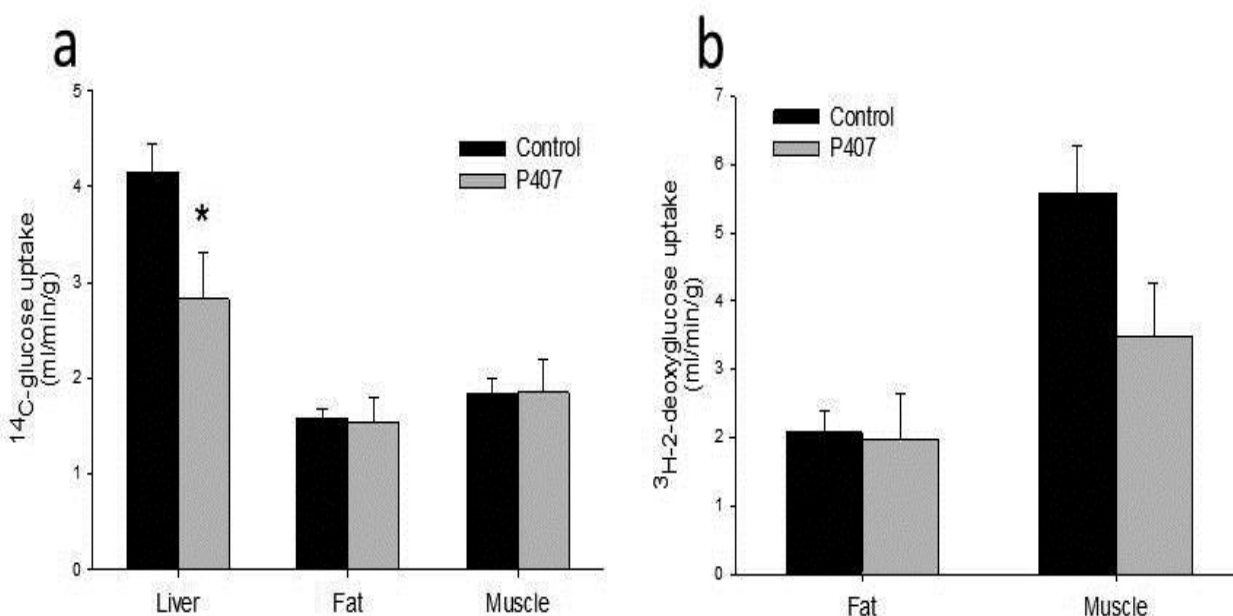 a
5
4
3
2
1
0
14C-glucose uptake
(ml/min/g)
Control
P407
*
Liver Fat Muscle
b
7
6
5
4
3
2
1
0
3H-2-deoxyglucose uptake
(ml/min/g)
Control
P407
Fat Muscle